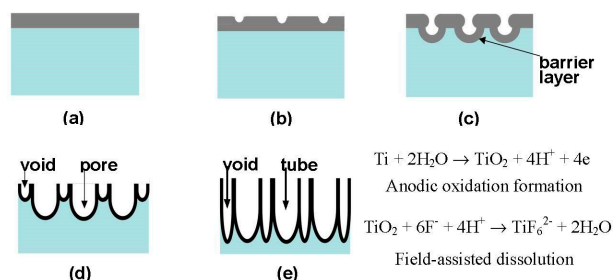 (a)
(b)
(c)
barrier
layer
void pore
void tube
(d)
(e)
Ti + 2H₂O → TiO₂ + 4H⁺ + 4e
Anodic oxidation formation
TiO₂ + 6F⁻ + 4H⁺ → TiF₆²⁻ + 2H₂O
Field-assisted dissolution